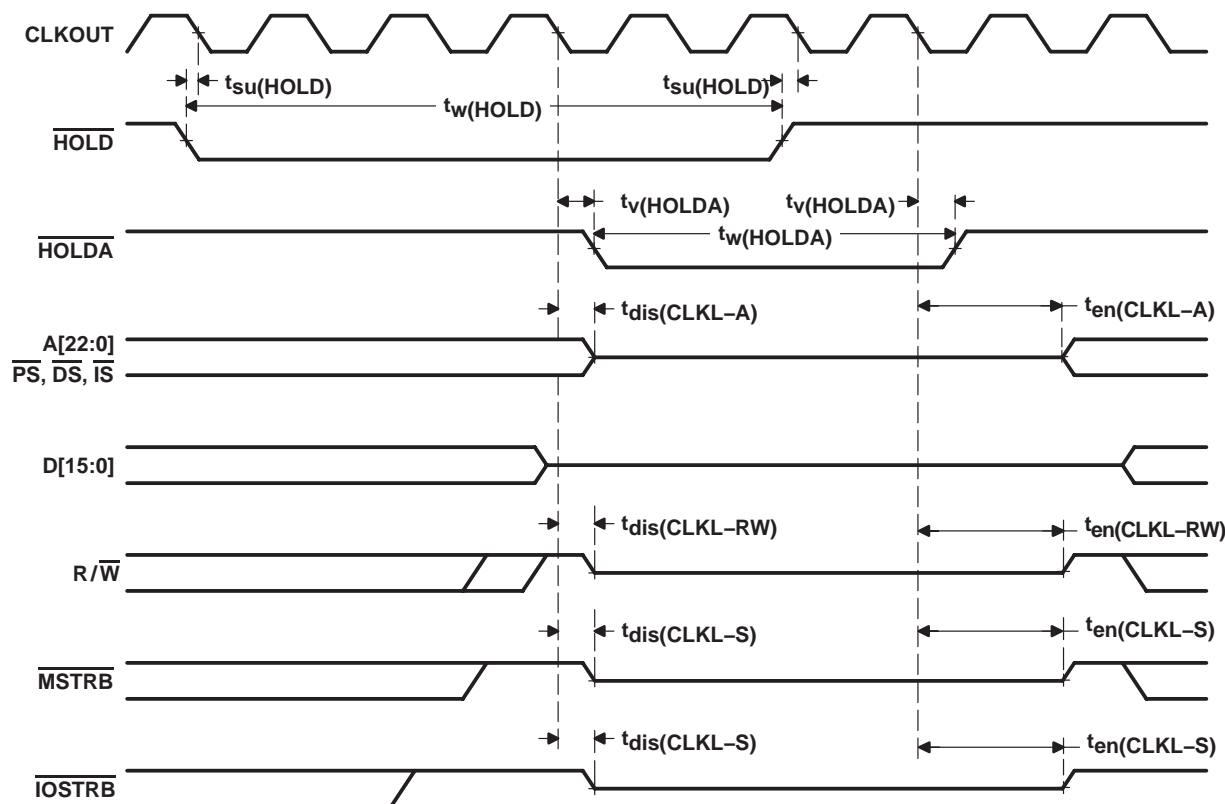 CLKOUT
tsu(HOLD)
tsu(HOLD)
tw(HOLD)
HOLD
tv(HOLDA)
tv(HOLDA)
tw(HOLDA)
HOLDA
tdis(CLKL–A)
ten(CLKL–A)
A[22:0]
PS, DS, IS
D[15:0]
tdis(CLKL–RW)
ten(CLKL–RW)
R/W
tdis(CLKL–S)
ten(CLKL–S)
MSTRB
tdis(CLKL–S)
ten(CLKL–S)
IOSTRB